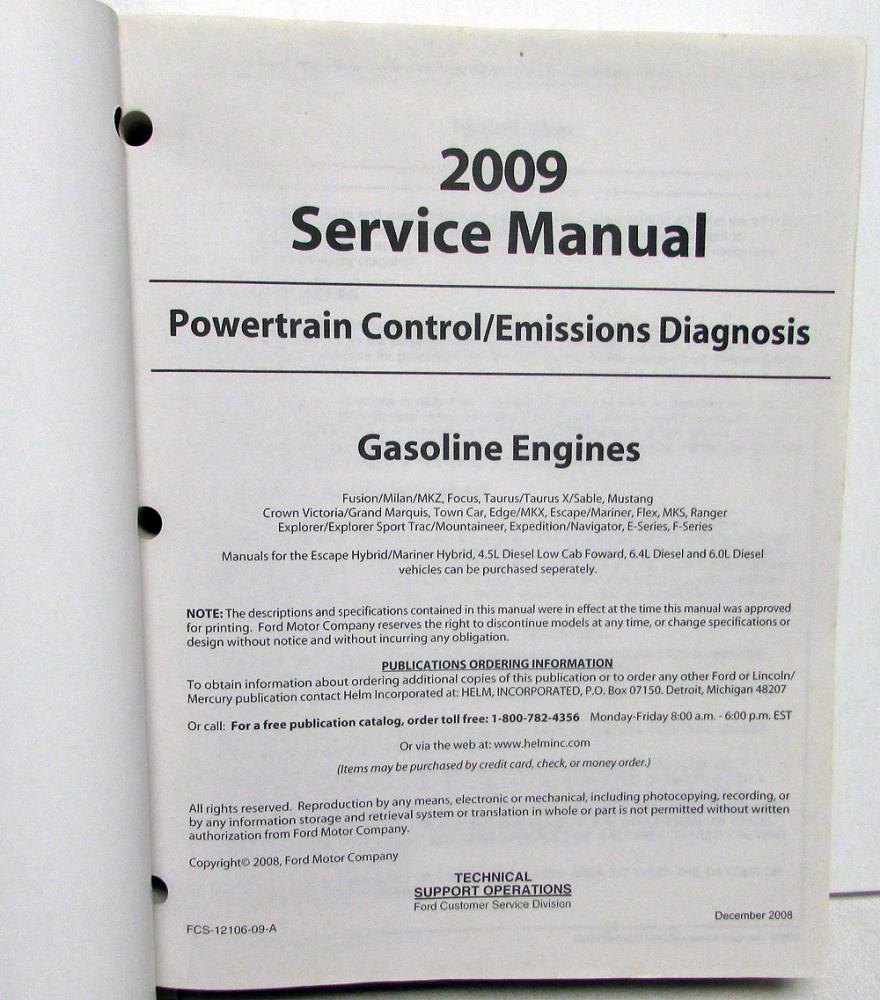 2009
Service Manual
Powertrain Control/Emissions Diagnosis
Gasoline Engines
Fusion/Milan/MKZ, Focus, Taurus/Taurus X/Sable, Mustang
Crown Victoria/Grand Marquis, Town Car, Edge/MKX, Escape/Mariner, Flex, MKS, Ranger
Explorer/Explorer Sport Trac/Mountaineer, Expedition/Navigator, E-Series, F-Series
Manuals for the Escape Hybrid/Mariner Hybrid, 4.5L Diesel Low Cab Foward, 6.4L Diesel and 6.0L Diesel
vehicles can be purchased seperately.
NOTE: The descriptions and specifications contained in this manual were in effect at the time this manual was approved
for printing. Ford Motor Company reserves the right to discontinue models at any time, or change specifications or
design without notice and without incurring any obligation.
PUBLICATIONS ORDERING INFORMATION
To obtain information about ordering additional copies of this publication or to order any other Ford or Lincoln/
Mercury publication contact Helm Incorporated at: HELM, INCORPORATED, P.O. Box 07150. Detroit, Michigan 48207
Or call: For a free publication catalog, order toll free: 1-800-782-4356 Monday-Friday 8:00 a.m. - 6:00 p.m. EST
Or via the web at: www.helminc.com
(Items may be purchased by credit card, check, or money order.)
All rights reserved. Reproduction by any means, electronic or mechanical, including photocopying, recording, or
by any information storage and retrieval system or translation in whole or part is not permitted without written
authorization from Ford Motor Company.
Copyright© 2008, Ford Motor Company
TECHNICAL
SUPPORT OPERATIONS
Ford Customer Service Division
December 2008
FCS-12106-09-A